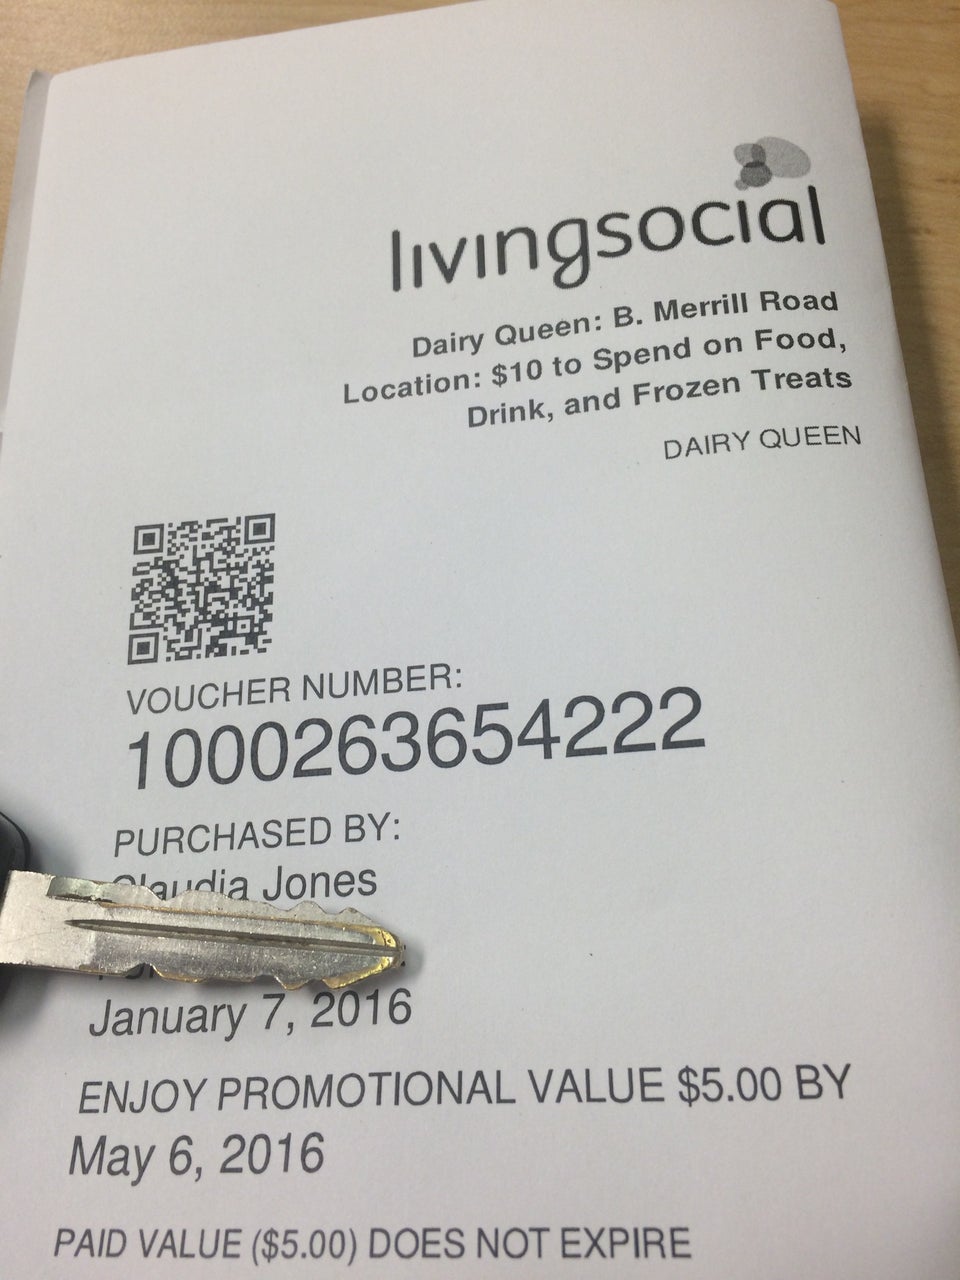 livingsocial
Dairy Queen: B. Merrill Road
Location: $10 to Spend on Food,
Drink, and Frozen Treats
DAIRY QUEEN
VOUCHER NUMBER:
1000263654222
PURCHASED BY:
Claudia Jones
January 7, 2016
ENJOY PROMOTIONAL VALUE $5.00 BY
May 6, 2016
PAID VALUE ($5.00) DOES NOT EXPIRE